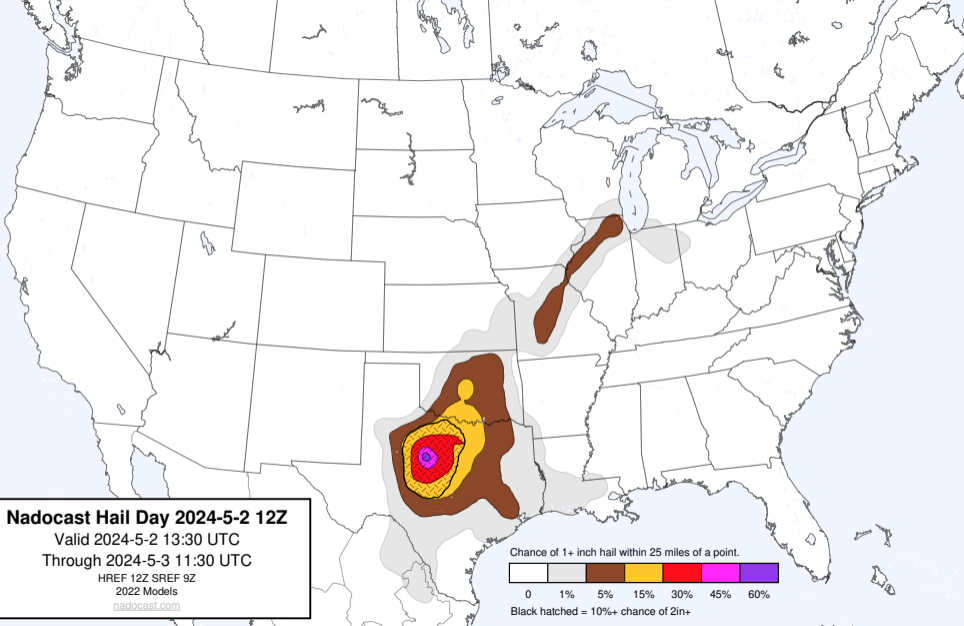 Nadocast Hail Day 2024-5-2 12Z
Valid 2024-5-2 13:30 UTC
Through 2024-5-3 11:30 UTC
HREF 12Z SREF 9Z
2022 Models
nadocast.com
Chance of 1+ inch hail within 25 miles of a point.
0 1% 5% 15% 30% 45% 60%
Black hatched = 10%+ chance of 2in+